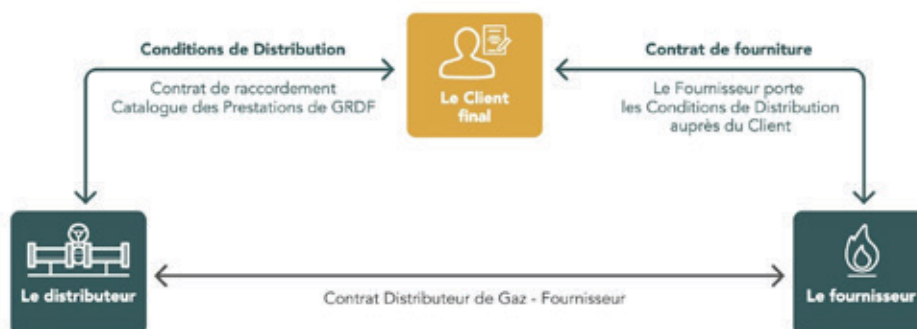 Conditions de Distribution
Contrat de raccordement
Catalogue des Prestations de GRDF
Le Client
final
Contrat de fourniture
Le Fournisseur porte
les Conditions de Distribution
auprès du Client
Le distributeur
Contrat Distributeur de Gaz - Fournisseur
Le fournisseur